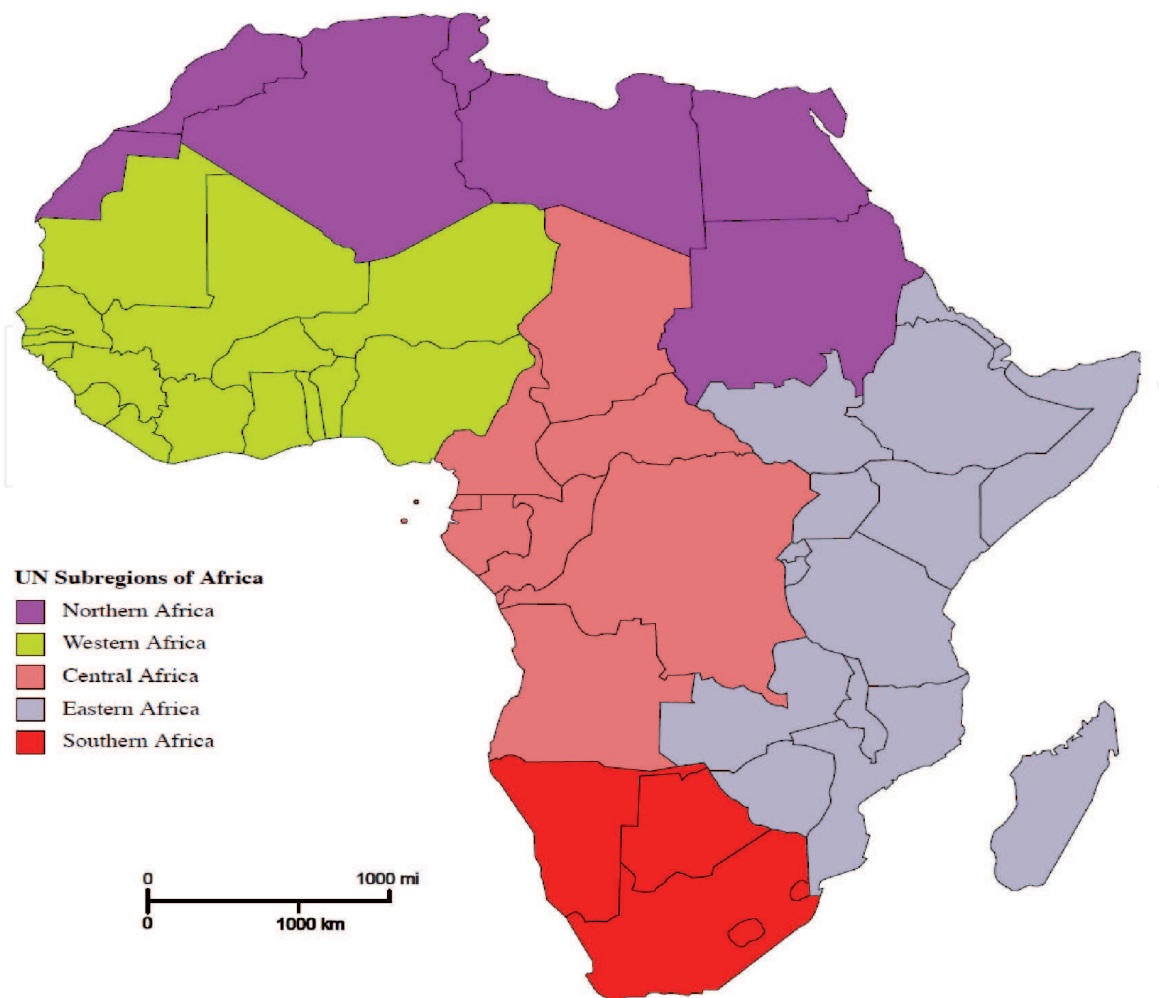 UN Subregions of Africa
Northern Africa
Western Africa
Central Africa
Eastern Africa
Southern Africa
0 1000 mi
0 1000 km